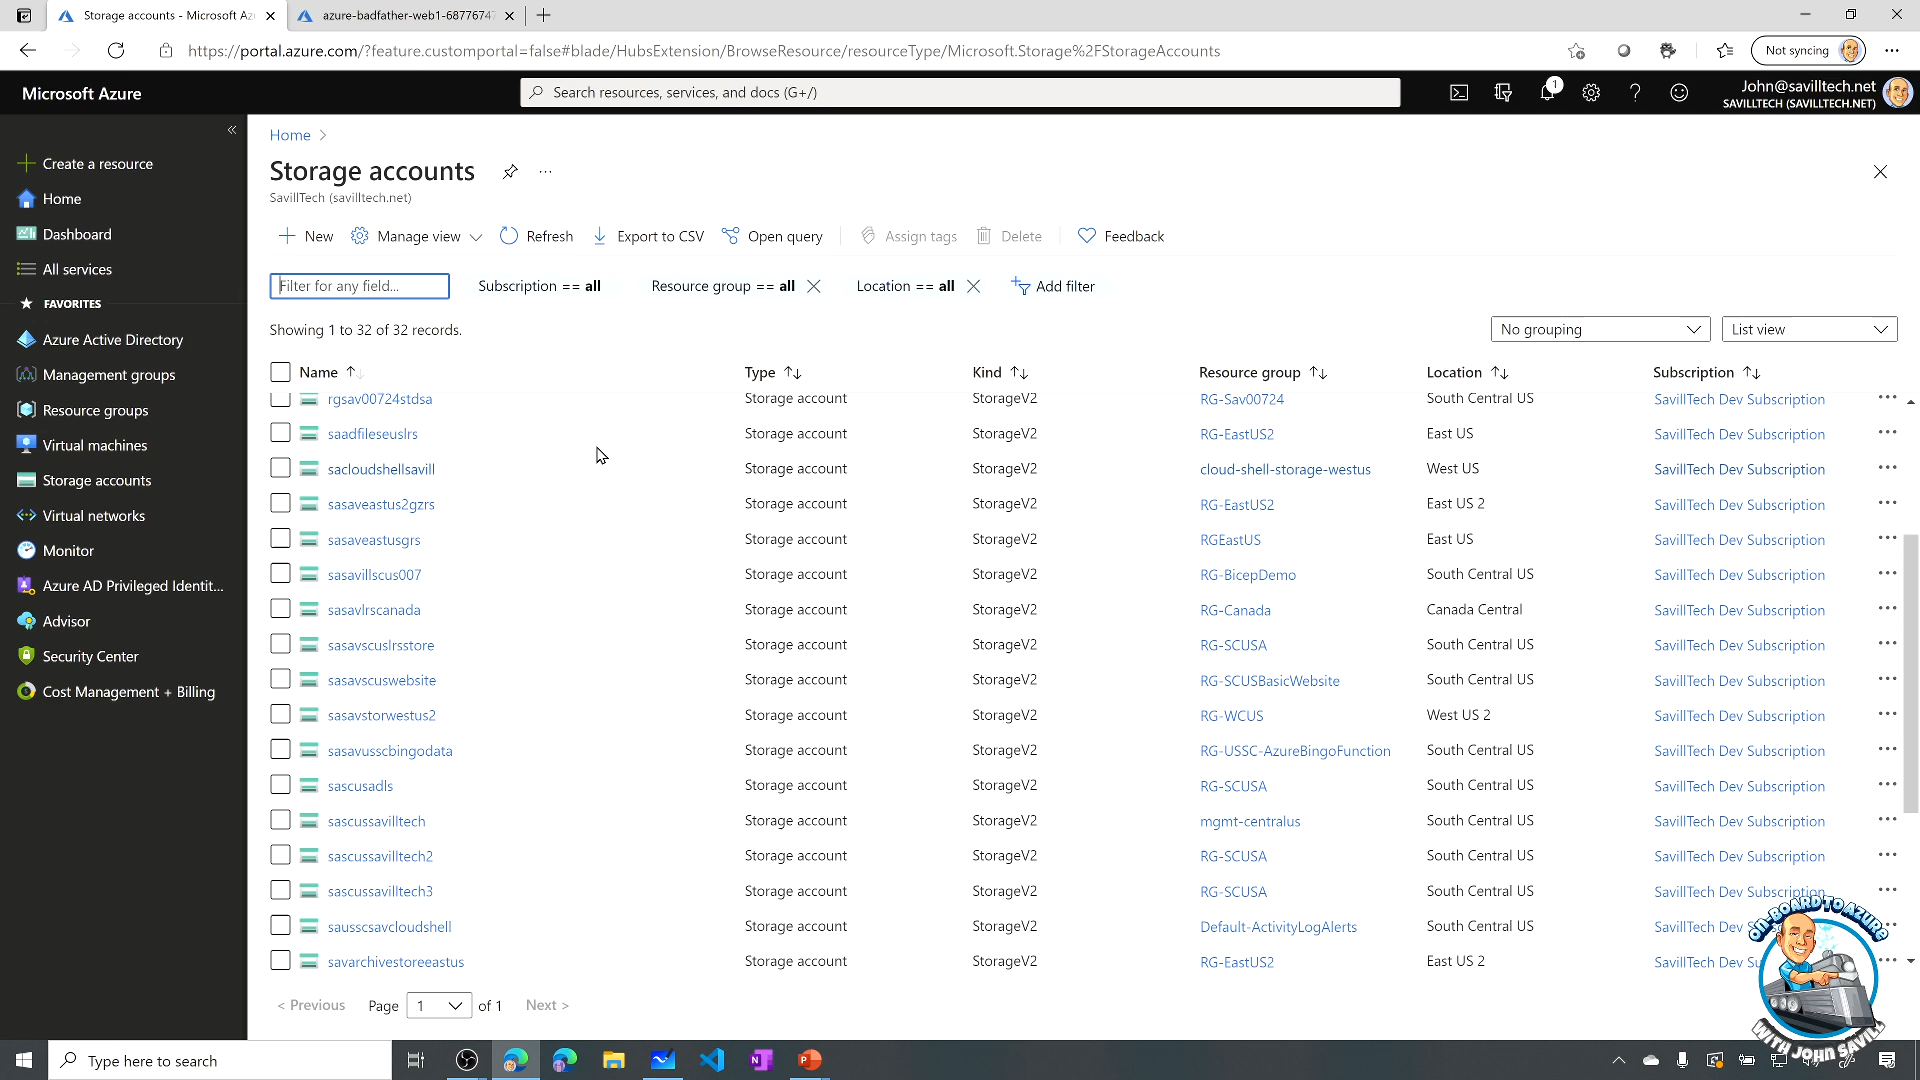 Storage accounts - Microsoft Az
azure-badfather-web1-68776747
https://portal.azure.com/?feature.customportal=false#blade/HubsExtension/BrowseResource/resourceType/Microsoft.Storage%2FStorageAccounts
Not syncing
Microsoft Azure
Search resources, services, and docs (G+/)
1
John@savilltech.net
SAVILLTECH (SAVILLTECH.NET)
Create a resource
Home
Dashboard
All services
FAVORITES
Azure Active Directory
Management groups
Resource groups
Virtual machines
Storage accounts
Virtual networks
Monitor
Azure AD Privileged Identit...
Advisor
Security Center
Cost Management + Billing
Home >
Storage accounts
SavillTech (savilltech.net)
New Manage view Refresh Export to CSV Open query Assign tags Delete Feedback
Filter for any field... Subscription == all Resource group == all Location == all Add filter
Showing 1 to 32 of 32 records. No grouping List view
Name Type Kind Resource group Location Subscription
rgsav00724stdsa Storage account StorageV2 RG-Sav00724 South Central US SavillTech Dev Subscription
saadfileseuslrs Storage account StorageV2 RG-EastUS2 East US SavillTech Dev Subscription
sacloudshellsavill Storage account StorageV2 cloud-shell-storage-westus West US SavillTech Dev Subscription
sasaveastus2gzrs Storage account StorageV2 RG-EastUS2 East US 2 SavillTech Dev Subscription
sasaveastusgrs Storage account StorageV2 RGEastUS East US SavillTech Dev Subscription
sasavillscus007 Storage account StorageV2 RG-BicepDemo South Central US SavillTech Dev Subscription
sasavlrscanada Storage account StorageV2 RG-Canada Canada Central SavillTech Dev Subscription
sasavscuslrsstore Storage account StorageV2 RG-SCUSA South Central US SavillTech Dev Subscription
sasavscuswebsite Storage account StorageV2 RG-SCUSBasicWebsite South Central US SavillTech Dev Subscription
sasavstorwestus2 Storage account StorageV2 RG-WCUS West US 2 SavillTech Dev Subscription
sasavusscbingodata Storage account StorageV2 RG-USSC-AzureBingoFunction South Central US SavillTech Dev Subscription
sascusadls Storage account StorageV2 RG-SCUSA South Central US SavillTech Dev Subscription
sascussavilltech Storage account StorageV2 mgmt-centralus South Central US SavillTech Dev Subscription
sascussavilltech2 Storage account StorageV2 RG-SCUSA South Central US SavillTech Dev Subscription
sascussavilltech3 Storage account StorageV2 RG-SCUSA South Central US SavillTech Dev Subscription
sausscsavcloudshell Storage account StorageV2 Default-ActivityLogAlerts South Central US SavillTech Dev
savarchivestoreeastus Storage account StorageV2 RG-EastUS2 East US 2 SavillTech Dev
< Previous Page 1 of 1 Next >
ON-BOARD TO AZURE
WITH JOHN SAVILL
Type here to search